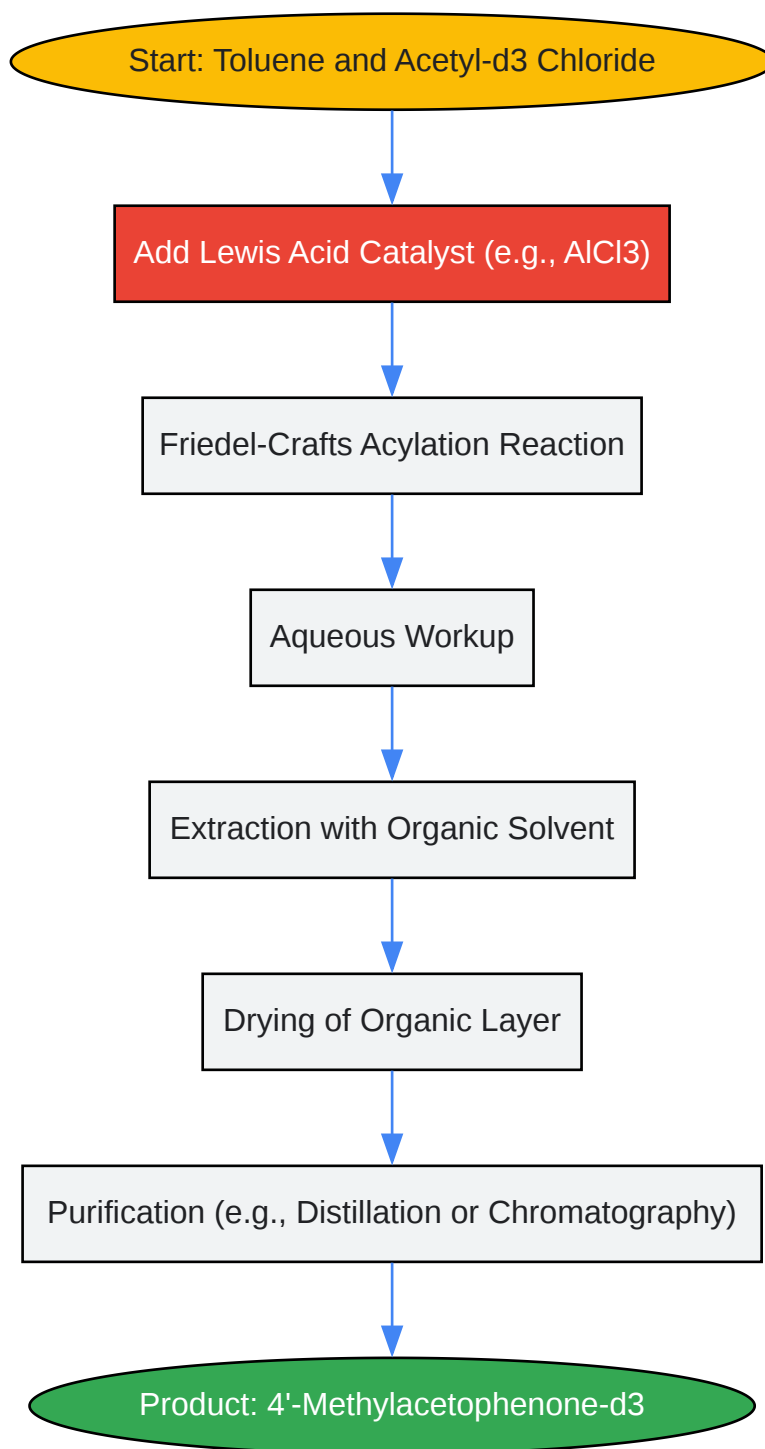 Start: Toluene and Acetyl-d3 Chloride
Add Lewis Acid Catalyst (e.g., AlCl3)
Friedel-Crafts Acylation Reaction
Aqueous Workup
Extraction with Organic Solvent
Drying of Organic Layer
Purification (e.g., Distillation or Chromatography)
Product: 4'-Methylacetophenone-d3